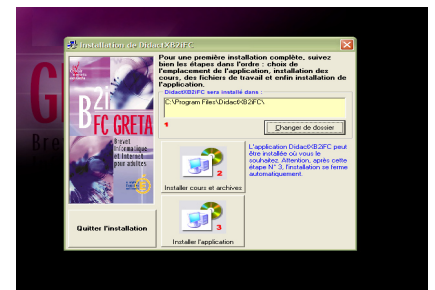 Installation de DidactXB2iFC
Pour une première installation complète, suivez
bien les étapes dans l'ordre : choix de
l'emplacement de l'application, installation des
cours, des fichiers de travail et enfin installation de
l'application.
DidactXB2iFC sera installé dans :
C:\Program Files\DidactXB2iFC\
1
Changer de dossier
B2i
FC GRETA
Brevet
Informatique
et Internet
pour adultes
2
Installer cours et archives
L'application DidactXB2iFC peut
être installée où vous le
souhaitez. Attention, après cette
étape N° 3, l'installation se ferme
automatiquement.
3
Installer l'application
Quitter l'installation